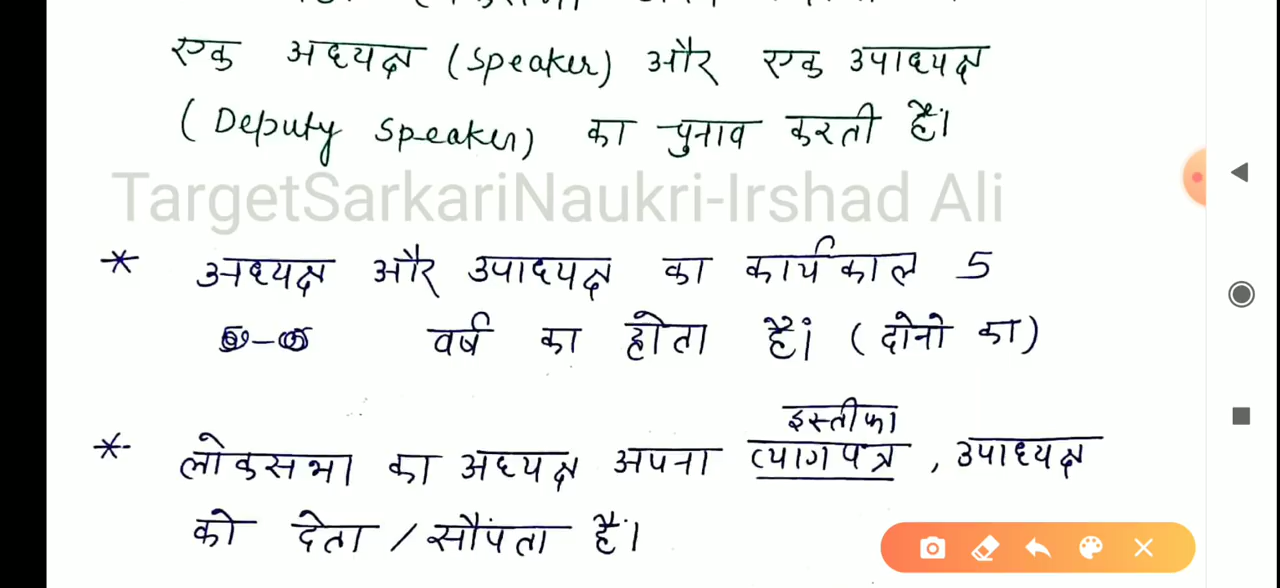 एक अध्यक्ष (Speaker) और एक उपाध्यक्ष
(Deputy Speaker) का चुनाव करती हैं।
TargetSarkariNaukri-Irshad Ali
* अध्यक्ष और उपाध्यक्ष का कार्यकाल 5
वर्ष का होता हैं। (दोनो का)
इस्तीफा
* लोकसभा का अध्यक्ष अपना त्यागपत्र, उपाध्यक्ष
को देता / सौंपता हैं।